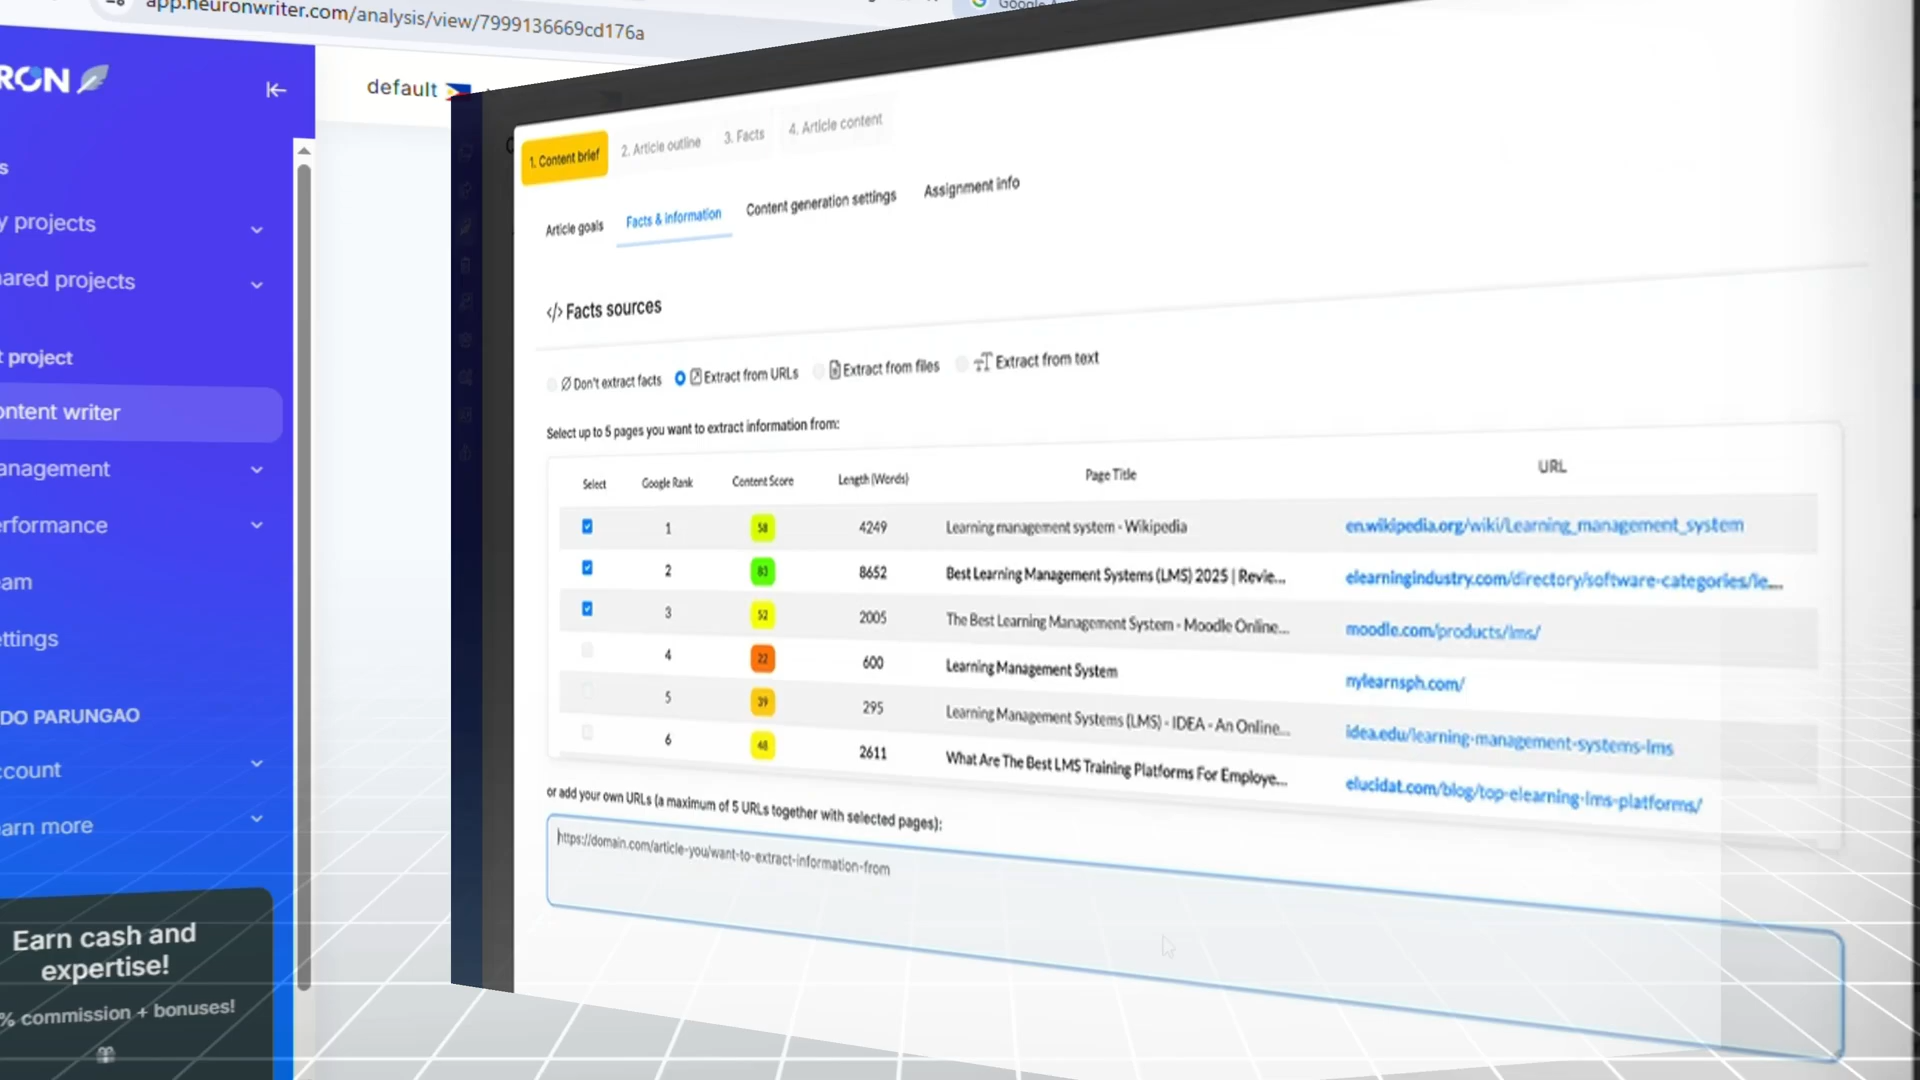 app.neuronwriter.com/analysis/view/7999136669cd176a
Google
RON
default
y projects
ared projects
t project
ontent writer
anagement
erformance
am
ettings
DO PARUNGAO
ccount
arn more
Earn cash and
expertise!
% commission + bonuses!
1. Content brief
2. Article outline
3. Facts
4. Article content
Article goals
Facts & information
Content generation settings
Assignment info
</> Facts sources
Don't extract facts
Extract from URLs
Extract from files
Extract from text
Select up to 5 pages you want to extract information from:
Select Google Rank Content Score Length (Words) Page Title URL
1 58 4249 Learning management system - Wikipedia en.wikipedia.org/wiki/Learning_management_system
2 83 8652 Best Learning Management Systems (LMS) 2025 | Revie... elearningindustry.com/directory/software-categories/le...
3 52 2005 The Best Learning Management System - Moodle Online... moodle.com/products/lms/
4 22 600 Learning Management System nylearnsph.com/
5 39 295 Learning Management Systems (LMS) - IDEA - An Online... idea.edu/learning-management-systems-lms
6 48 2611 What Are The Best LMS Training Platforms For Employe... elucidat.com/blog/top-elearning-lms-platforms/
or add your own URLs (a maximum of 5 URLs together with selected pages):
https://domain.com/article-you/want-to-extract-information-from